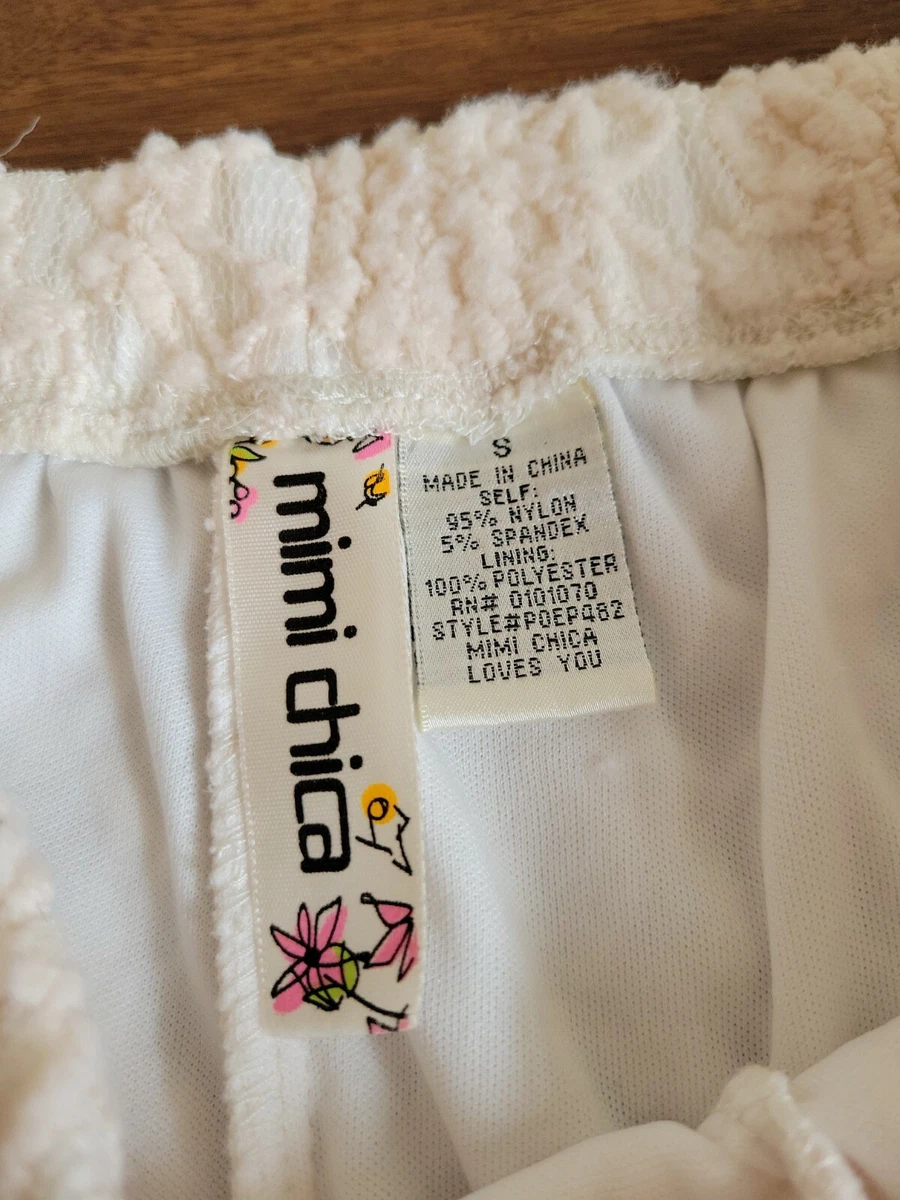 mimi chica
S
MADE IN CHINA
SELF:
95% NYLON
5% SPANDEX
LINING:
100% POLYESTER
RN# 0101070
STYLE#POEP482
MIMI CHICA
LOVES YOU